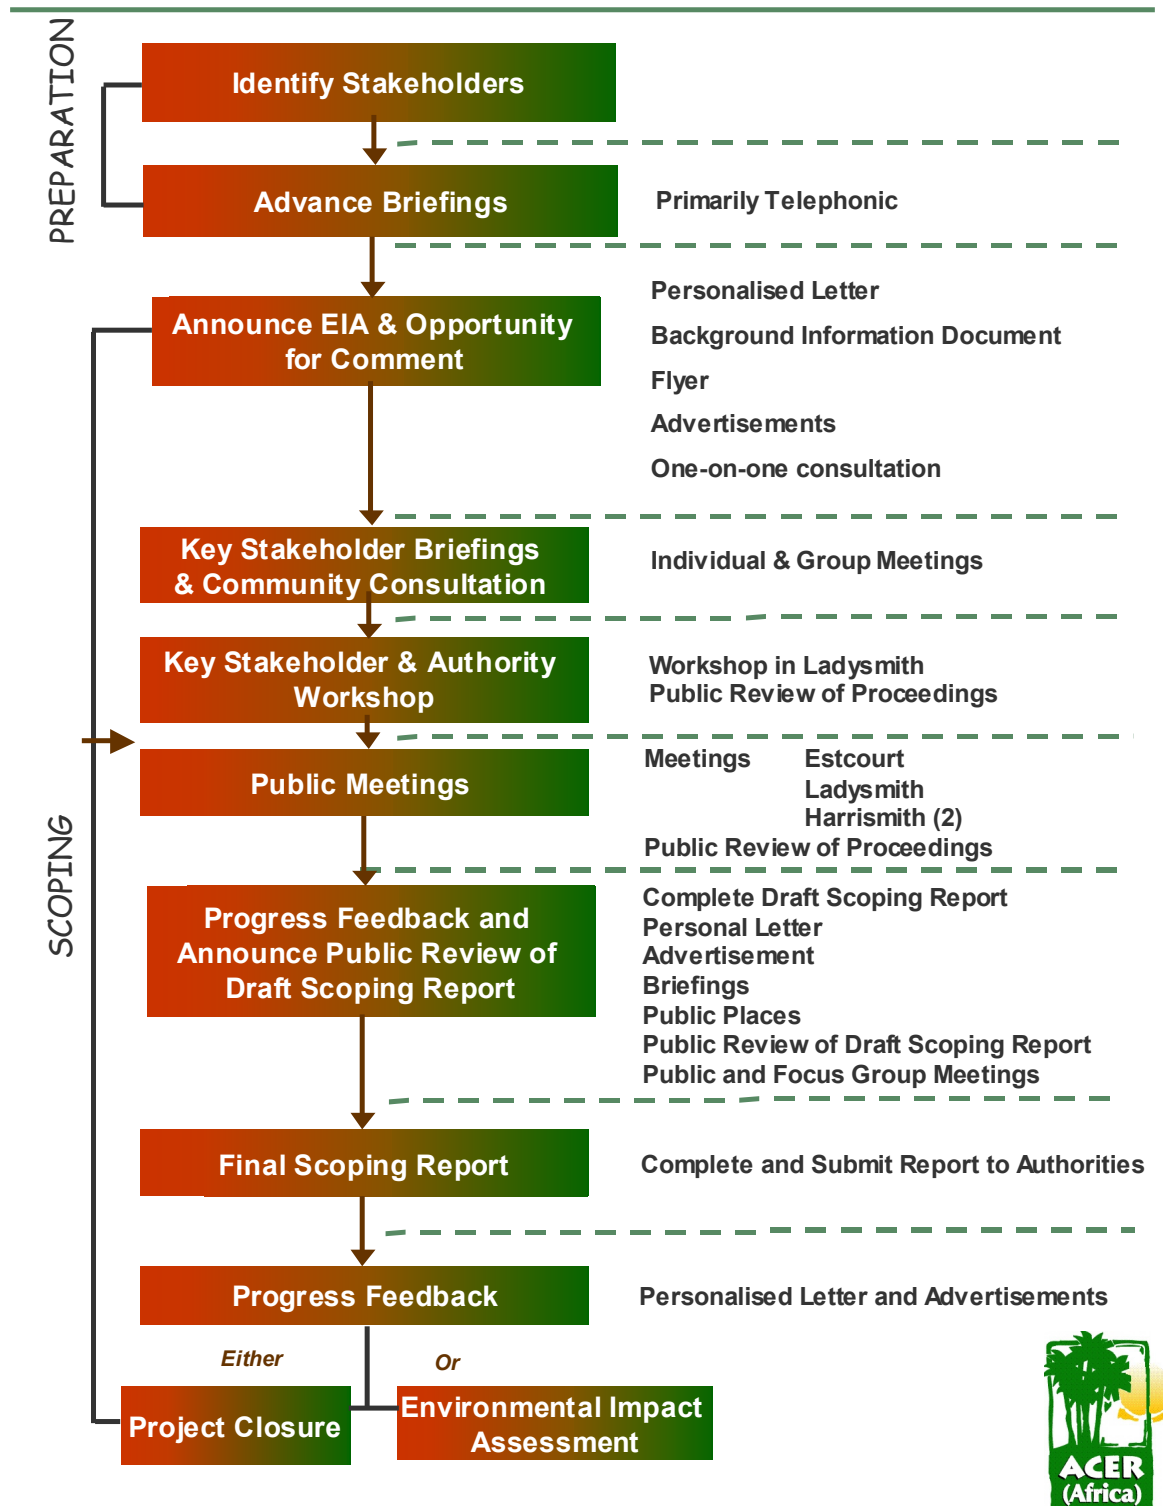 PREPARATION
Identify Stakeholders
Advance Briefings
Primarily Telephonic
SCOPING
Announce EIA & Opportunity
for Comment
Personalised Letter
Background Information Document
Flyer
Advertisements
One-on-one consultation
Key Stakeholder Briefings
& Community Consultation
Individual & Group Meetings
Key Stakeholder & Authority
Workshop
Workshop in Ladysmith
Public Review of Proceedings
Public Meetings
Meetings Estcourt
Ladysmith
Harrismith (2)
Public Review of Proceedings
Progress Feedback and
Announce Public Review of
Draft Scoping Report
Complete Draft Scoping Report
Personal Letter
Advertisement
Briefings
Public Places
Public Review of Draft Scoping Report
Public and Focus Group Meetings
Final Scoping Report
Complete and Submit Report to Authorities
Progress Feedback
Personalised Letter and Advertisements
Either
Or
Project Closure
Environmental Impact
Assessment
ACER
(Africa)